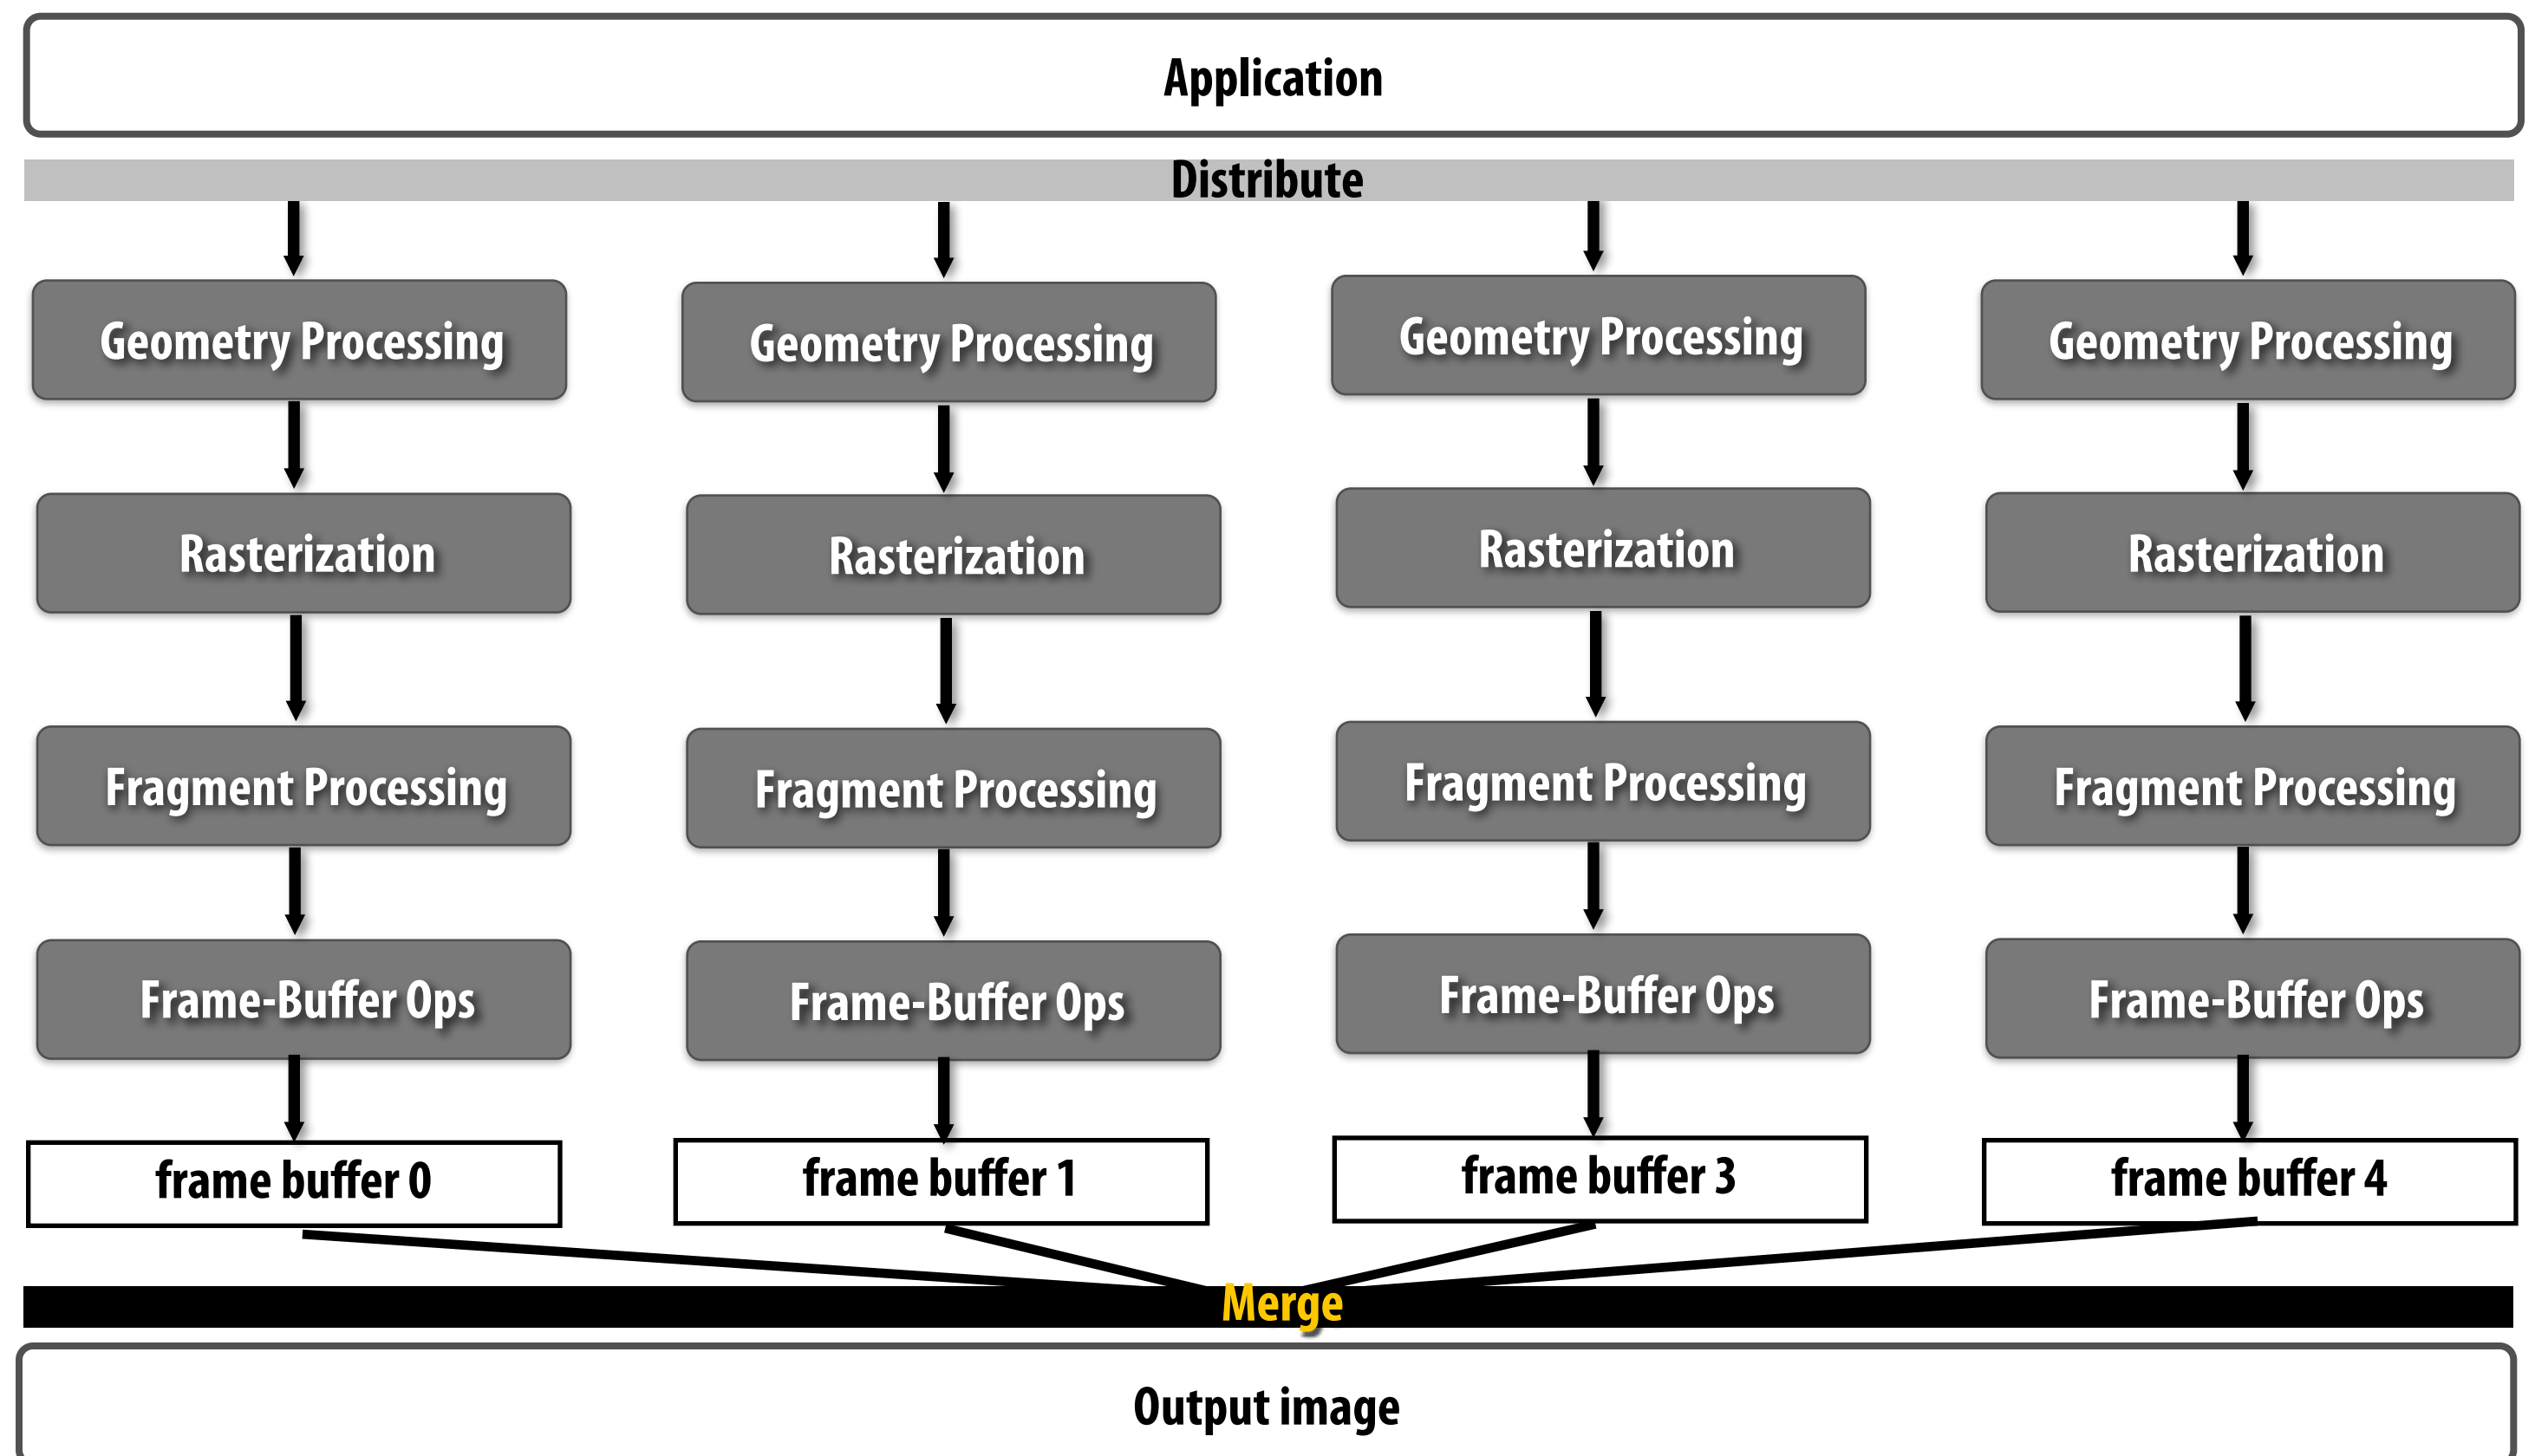 Application
Distribute
Geometry Processing
Geometry Processing
Geometry Processing
Geometry Processing
Rasterization
Rasterization
Rasterization
Rasterization
Fragment Processing
Fragment Processing
Fragment Processing
Fragment Processing
Frame-Buffer Ops
Frame-Buffer Ops
Frame-Buffer Ops
Frame-Buffer Ops
frame buffer 0
frame buffer 1
frame buffer 3
frame buffer 4
Merge
Output image